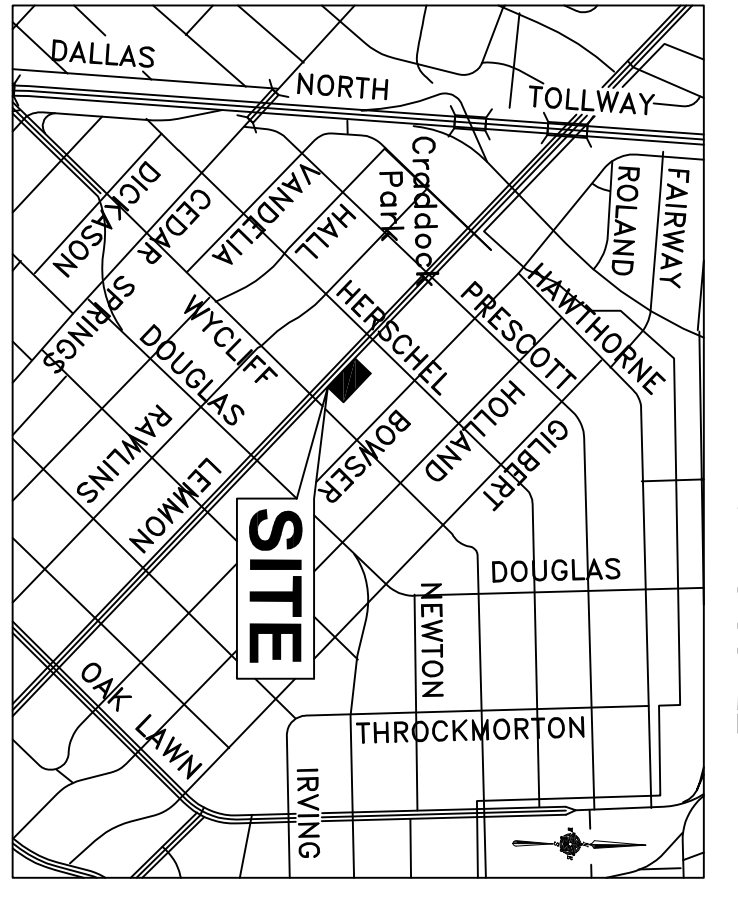 DALLAS
NORTH
TOLLWAY
Craddock
Park
FAIRWAY
ROLAND
DICKASON
CEDAR
SPRINGS
VANDELIA
HALL
WYCLIFF
DOUGLAS
HERSCHEL
PRESCOTT
HAWTHORNE
HOLLAND
GILBERT
BOWSER
RAWLINS
LEMMON
SITE
DOUGLAS
NEWTON
OAK LAWN
THROCKMORTON
IRVING